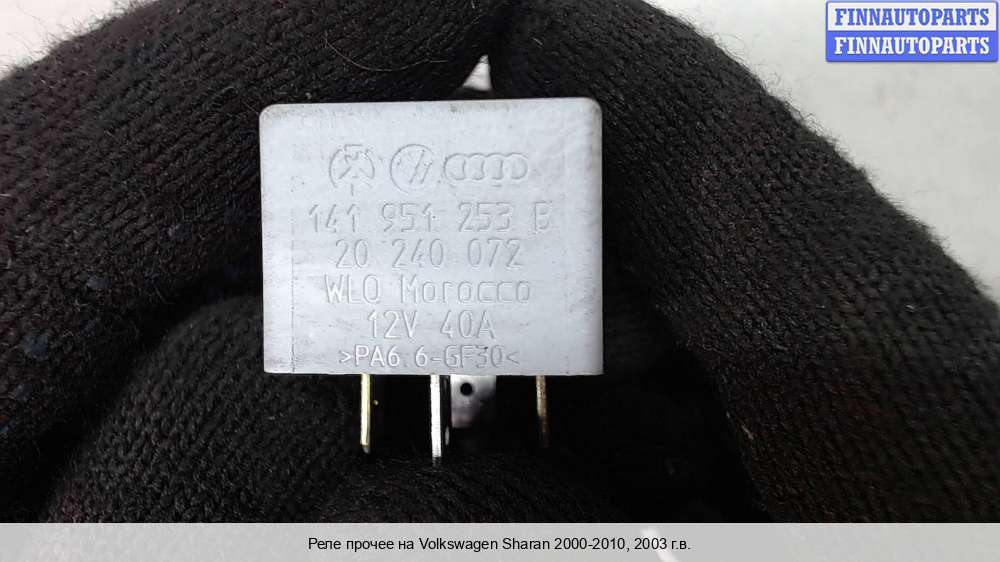 FINNAUTOPARTS
FINNAUTOPARTS
141 951 253 B
20 240 072
WLQ Morocco
12V 40A
>PA6.6-GF30<
Реле прочее на Volkswagen Sharan 2000-2010, 2003 г.в.